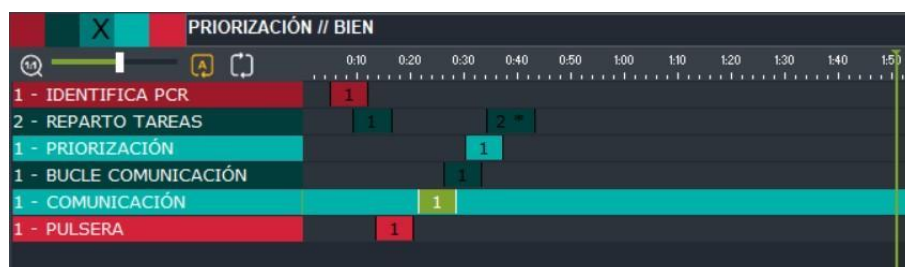 X PRIORIZACIÓN // BIEN
1:1 A 0:10 0:20 0:30 0:40 0:50 1:00 1:10 1:20 1:30 1:40 1:50
1 - IDENTIFICA PCR 1
2 - REPARTO TAREAS 1 2 *
1 - PRIORIZACIÓN 1
1 - BUCLE COMUNICACIÓN 1
1 - COMUNICACIÓN 1
1 - PULSERA 1